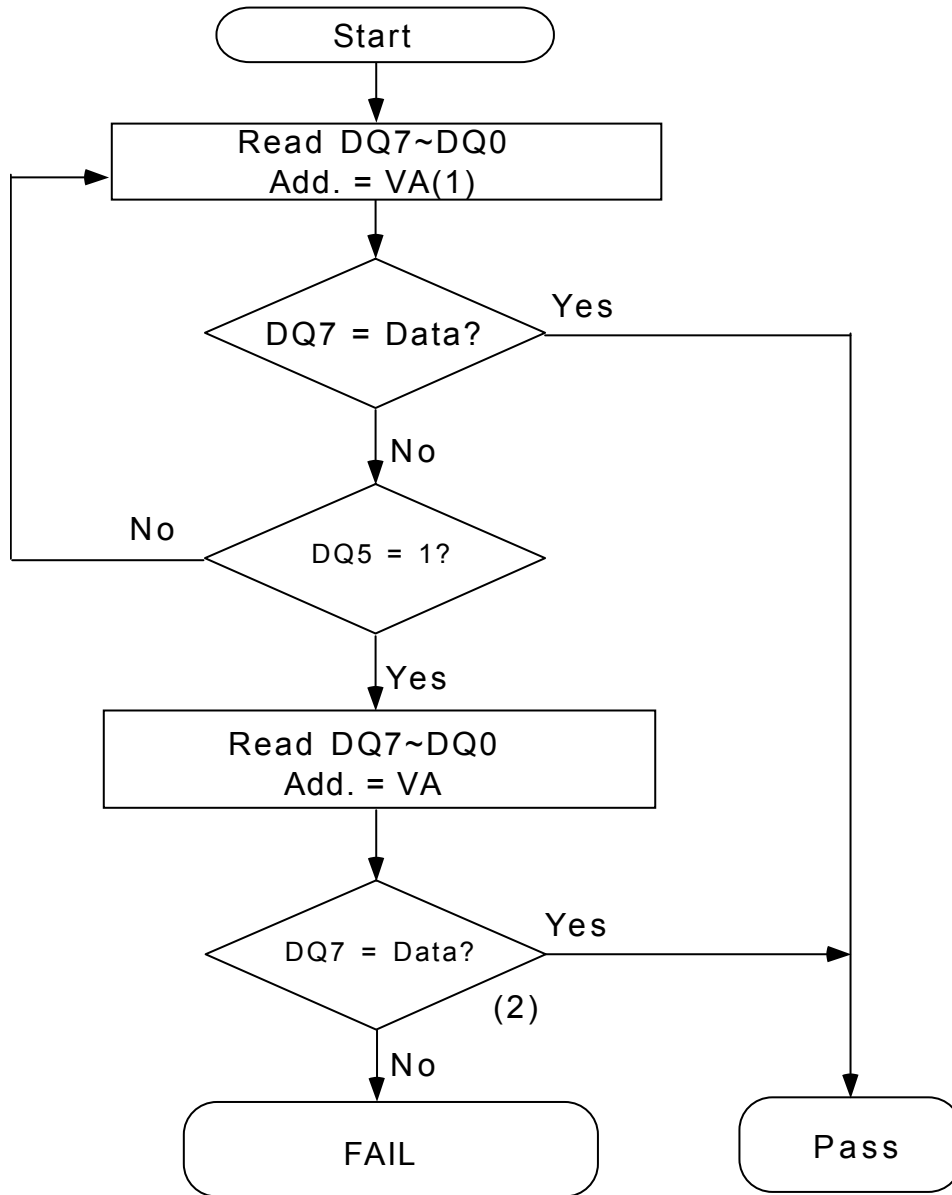 Start
Read DQ7~DQ0
Add. = VA(1)
DQ7 = Data?
Yes
No
DQ5 = 1?
No
Yes
Read DQ7~DQ0
Add. = VA
DQ7 = Data?
Yes
(2)
No
FAIL
Pass